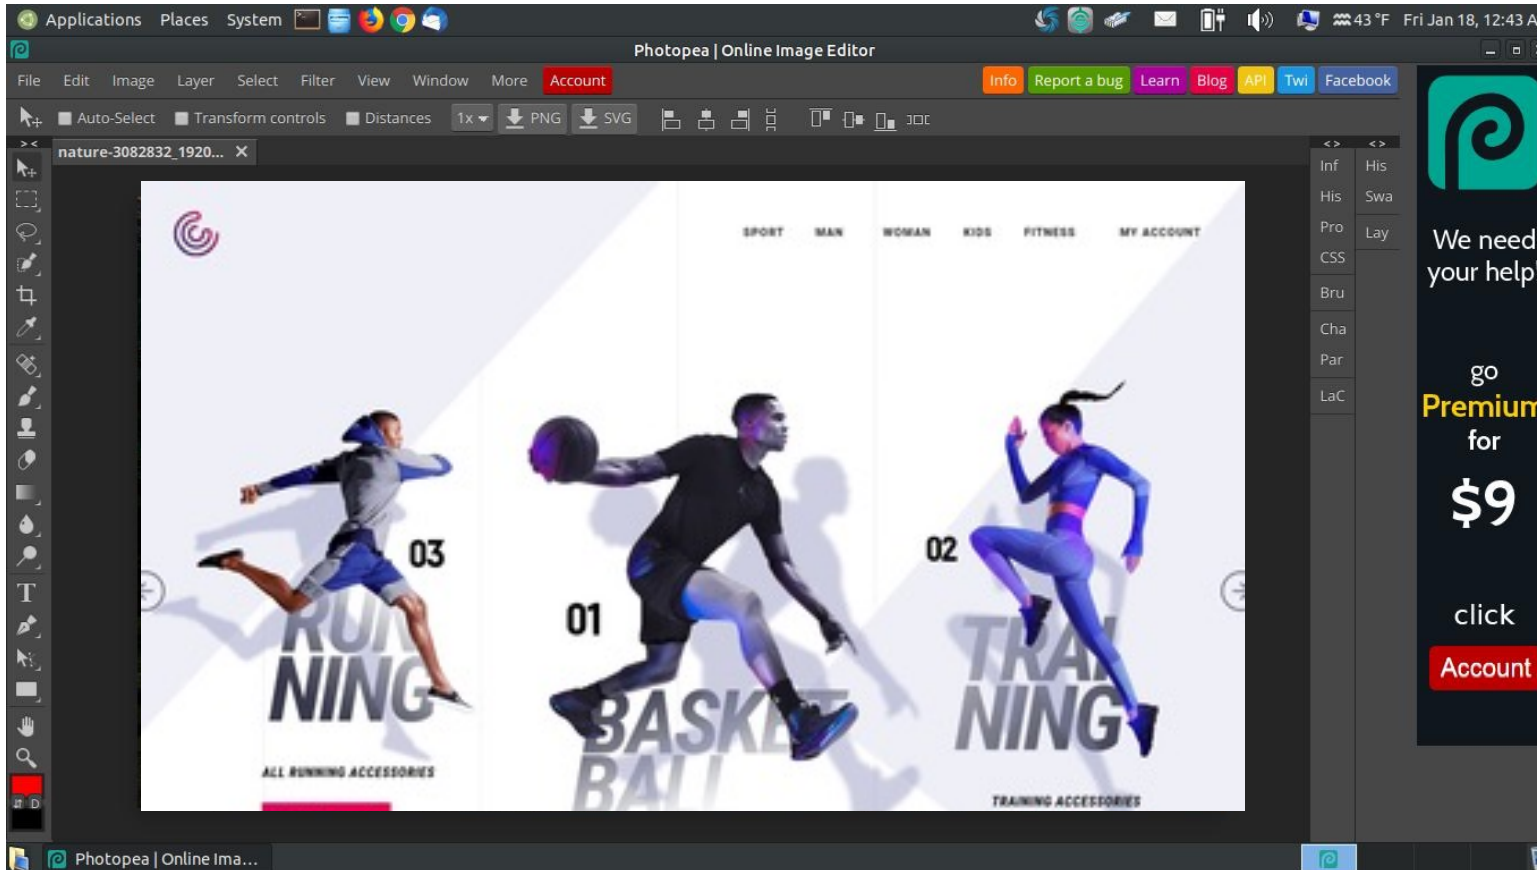 Applications Places System 43 °F Fri Jan 18, 12:43 A
Photopea | Online Image Editor
File Edit Image Layer Select Filter View Window More Account Info Report a bug Learn Blog API Twi Facebook
Auto-Select Transform controls Distances 1x PNG SVG
nature-3082832_1920... X
> < < > < >
Inf His
His Swa
Pro Lay
CSS
Bru
Cha
Par
LaC
SPORT MAN WOMAN KIDS FITNESS MY ACCOUNT
03
RUN
NING
ALL RUNNING ACCESSORIES
01
BASKET
BALL
02
TRAI
NING
TRAINING ACCESSORIES
We need
your help!
go
Premium
for
$9
click
Account
T
D
Photopea | Online Ima...